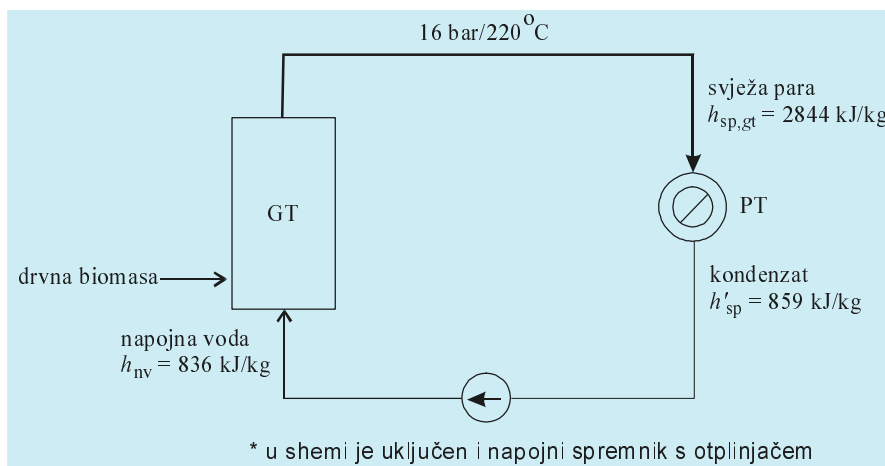 16 bar/220°C
svježa para
h_sp,gt = 2844 kJ/kg
GT
PT
drvna biomasa
kondenzat
h'_sp = 859 kJ/kg
napojna voda
h_nv = 836 kJ/kg
* u shemi je uključen i napojni spremnik s otplinjačem